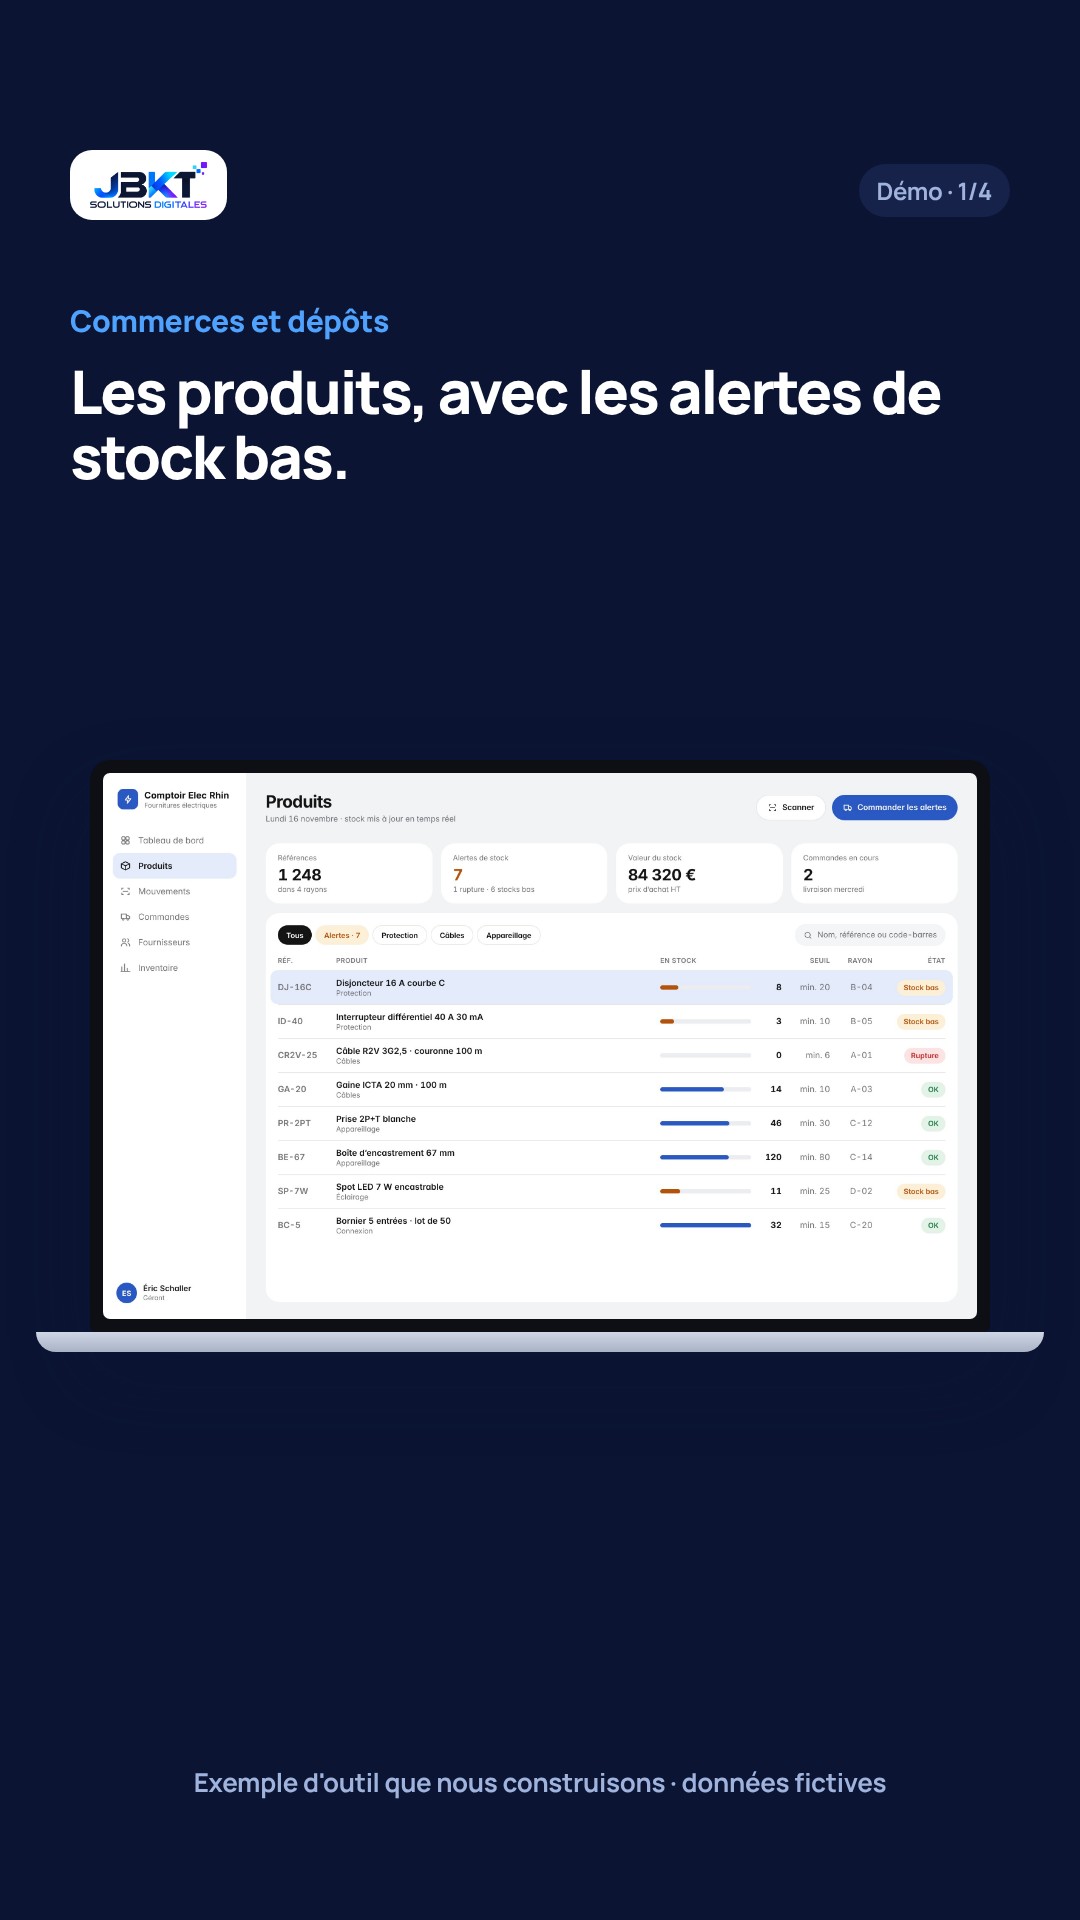 JBKT
SOLUTIONS DIGITALES
Démo · 1/4
Commerces et dépôts
Les produits, avec les alertes de
stock bas.
Comptoir Elec Rhin
Fournitures électriques
Tableau de bord
Produits
Mouvements
Commandes
Fournisseurs
Inventaire
ES
Éric Schaller
Gérant
Produits
Lundi 16 novembre · stock mis à jour en temps réel
Scanner
Commander les alertes
Références
1 248
dans 4 rayons
Alertes de stock
7
1 rupture · 6 stocks bas
Valeur du stock
84 320 €
prix d'achat HT
Commandes en cours
2
livraison mercredi
Tous Alertes · 7 Protection Câbles Appareillage Nom, référence ou code-barres
RÉF. PRODUIT EN STOCK SEUIL RAYON ÉTAT
DJ-16C Disjoncteur 16 A courbe C 8 min. 20 B-04 Stock bas
Protection
ID-40 Interrupteur différentiel 40 A 30 mA 3 min. 10 B-05 Stock bas
Protection
CR2V-25 Câble R2V 3G2,5 · couronne 100 m 0 min. 6 A-01 Rupture
Câbles
GA-20 Gaine ICTA 20 mm · 100 m 14 min. 10 A-03 OK
Câbles
PR-2PT Prise 2P+T blanche 46 min. 30 C-12 OK
Appareillage
BE-67 Boîte d'encastrement 67 mm 120 min. 80 C-14 OK
Appareillage
SP-7W Spot LED 7 W encastrable 11 min. 25 D-02 Stock bas
Éclairage
BC-5 Bornier 5 entrées · lot de 50 32 min. 15 C-20 OK
Connexion
Exemple d'outil que nous construisons · données fictives